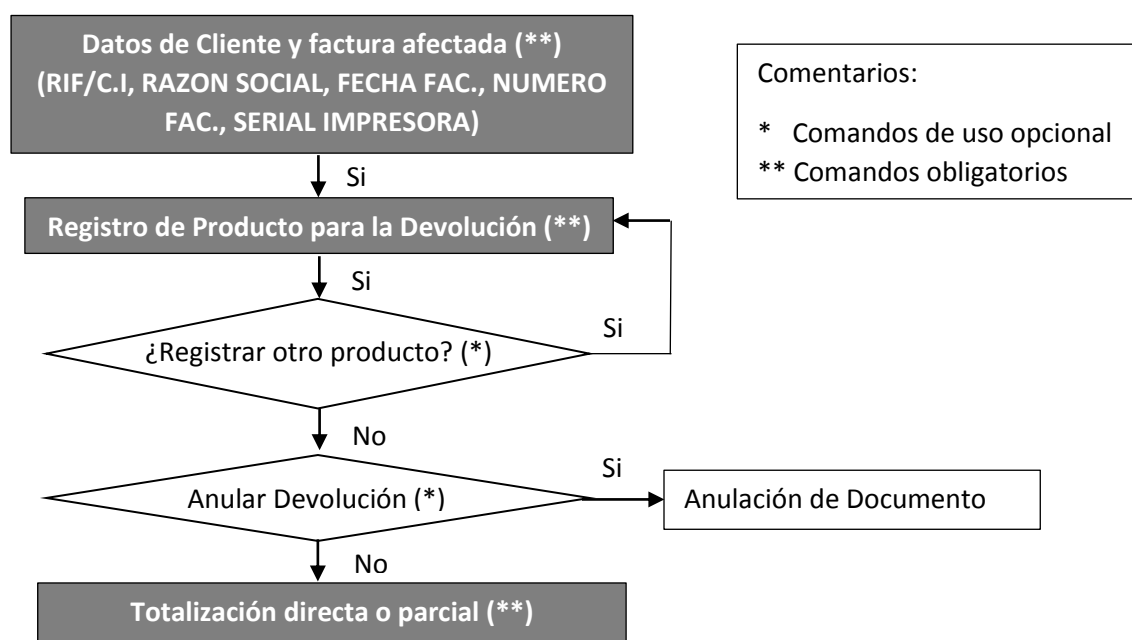 Datos de Cliente y factura afectada (**)
(RIF/C.I, RAZON SOCIAL, FECHA FAC., NUMERO
FAC., SERIAL IMPRESORA)
Comentarios:
* Comandos de uso opcional
** Comandos obligatorios
Si
Registro de Producto para la Devolución (**)
Si
¿Registrar otro producto? (*)
Si
No
Anular Devolución (*)
Si
Anulación de Documento
No
Totalización directa o parcial (**)